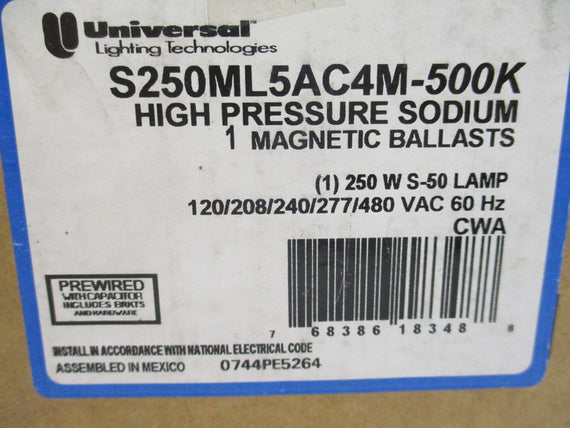 Universal™
Lighting Technologies
S250ML5AC4M-500K
HIGH PRESSURE SODIUM
1 MAGNETIC BALLASTS
(1) 250 W S-50 LAMP
120/208/240/277/480 VAC 60 Hz
CWA
PREWIRED
WITH CAPACITOR
INCLUDES BRKTS
AND HARDWARE
7 68386 18348 8
INSTALL IN ACCORDANCE WITH NATIONAL ELECTRICAL CODE
ASSEMBLED IN MEXICO 0744PE5264